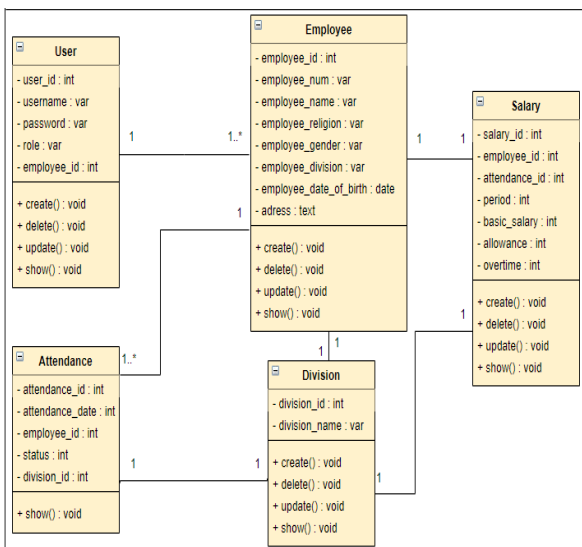 User
- user_id : int
- username : var
- password : var
- role : var
- employee_id : int
+ create() : void
+ delete() : void
+ update() : void
+ show() : void
1
1..*
Employee
- employee_id : int
- employee_num : var
- employee_name : var
- employee_religion : var
- employee_gender : var
- employee_division : var
- employee_date_of_birth : date
- adress : text
+ create() : void
+ delete() : void
+ update() : void
+ show() : void
1
1
Salary
- salary_id : int
- employee_id : int
- attendance_id : int
- period : int
- basic_salary : int
- allowance : int
- overtime : int
+ create() : void
+ delete() : void
+ update() : void
+ show() : void
1
1..*
1
1
1
Attendance
- attendance_id : int
- attendance_date : int
- employee_id : int
- status : int
- division_id : int
+ show() : void
1
1
Division
- division_id : int
- division_name : var
+ create() : void
+ delete() : void
+ update() : void
+ show() : void
1